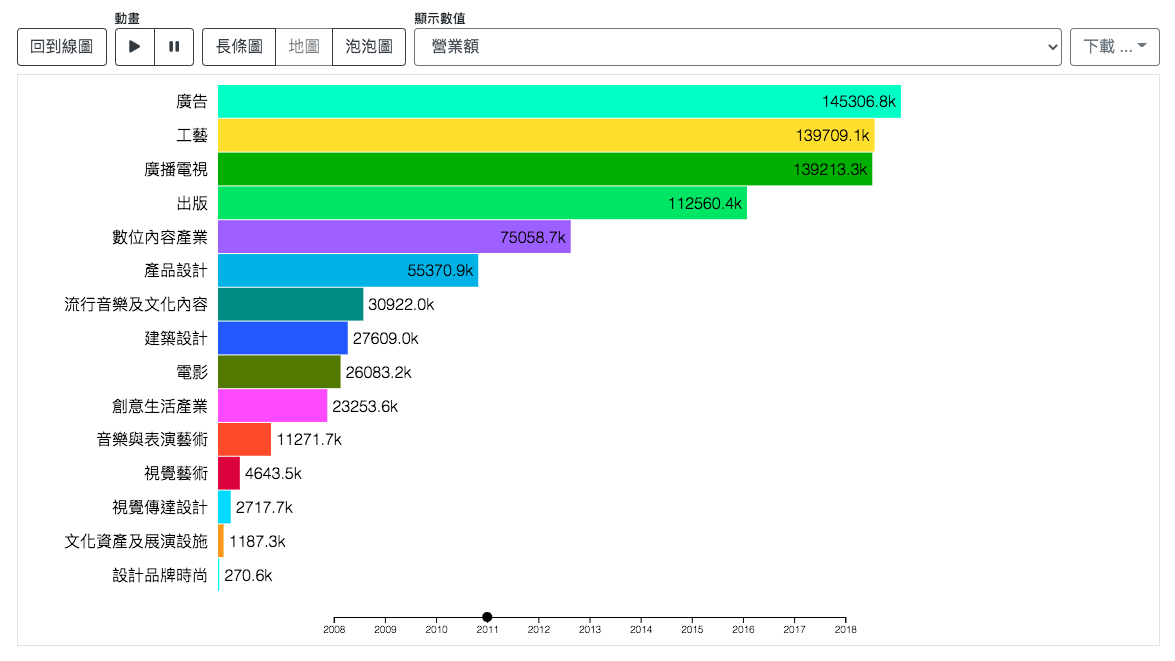 動畫
顯示數值
回到線圖
長條圖
地圖
泡泡圖
營業額
下載 ...
廣告 145306.8k
工藝 139709.1k
廣播電視 139213.3k
出版 112560.4k
數位內容產業 75058.7k
產品設計 55370.9k
流行音樂及文化內容 30922.0k
建築設計 27609.0k
電影 26083.2k
創意生活產業 23253.6k
音樂與表演藝術 11271.7k
視覺藝術 4643.5k
視覺傳達設計 2717.7k
文化資產及展演設施 1187.3k
設計品牌時尚 270.6k
2008 2009 2010 2011 2012 2013 2014 2015 2016 2017 2018